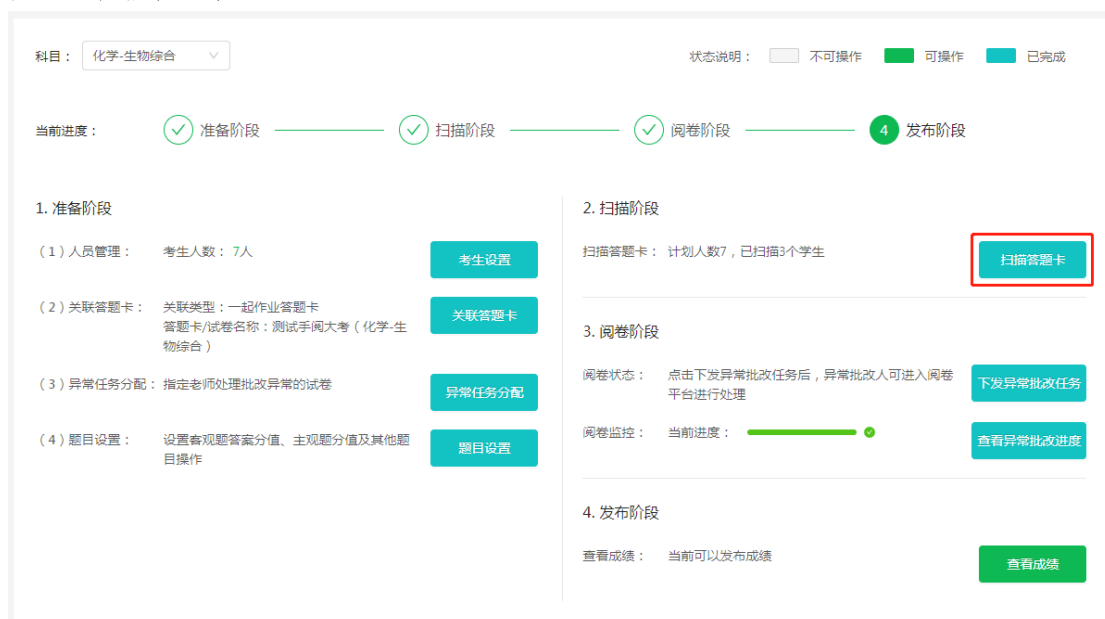 科目： 化学-生物综合
状态说明： 不可操作 可操作 已完成
当前进度： 准备阶段 扫描阶段 阅卷阶段 4 发布阶段
1. 准备阶段
（1）人员管理： 考生人数：7人 考生设置
（2）关联答题卡： 关联类型：一起作业答题卡
答题卡/试卷名称：测试手阅大考（化学-生
物综合）
关联答题卡
（3）异常任务分配： 指定老师处理批改异常的试卷 异常任务分配
（4）题目设置： 设置客观题答案分值、主观题分值及其他题
目操作
题目设置
2. 扫描阶段
扫描答题卡： 计划人数7，已扫描3个学生 扫描答题卡
3. 阅卷阶段
阅卷状态： 点击下发异常批改任务后，异常批改人可进入阅卷
平台进行处理
下发异常批改任务
阅卷监控： 当前进度： 查看异常批改进度
4. 发布阶段
查看成绩： 当前可以发布成绩 查看成绩